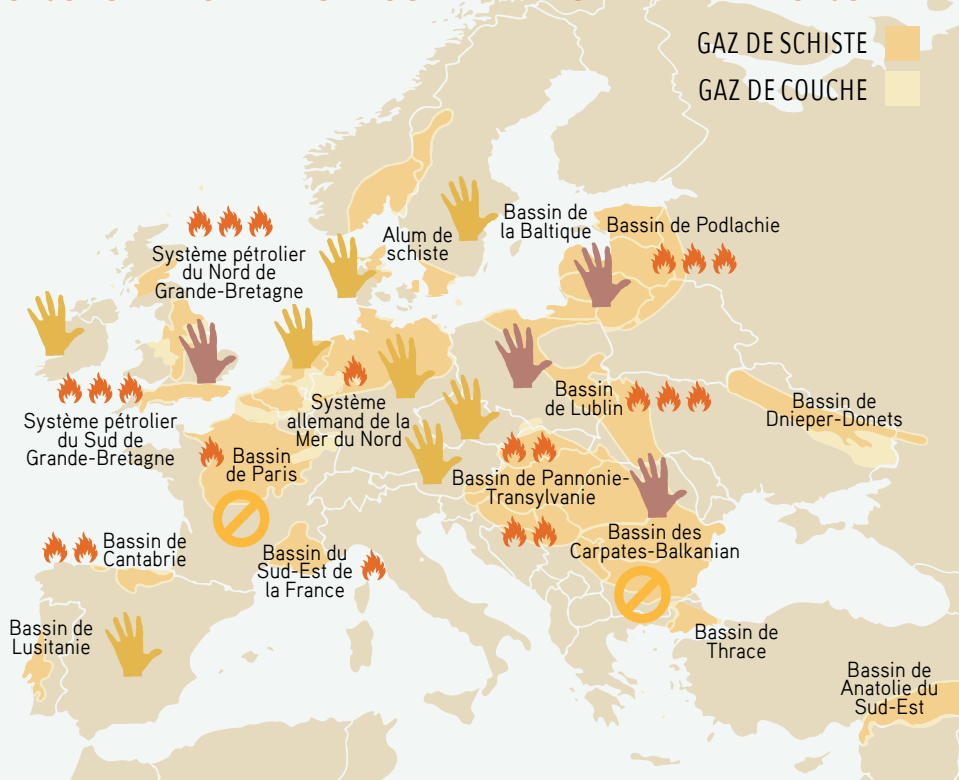 GAZ DE SCHISTE
GAZ DE COUCHE
Bassin de
la Baltique
Bassin de Podlachie
Alum de
schiste
Système pétrolier
du Nord de
Grande-Bretagne
Système pétrolier
du Sud de
Grande-Bretagne
Système
allemand de la
Mer du Nord
Bassin
de Lublin
Bassin de
Dnieper-Donets
Bassin
de Paris
Bassin de Pannonie-
Transylvanie
Bassin de
Cantabrie
Bassin du
Sud-Est de
la France
Bassin des
Carpates-Balkanian
Bassin de
Lusitanie
Bassin de
Thrace
Bassin de
Anatolie du
Sud-Est